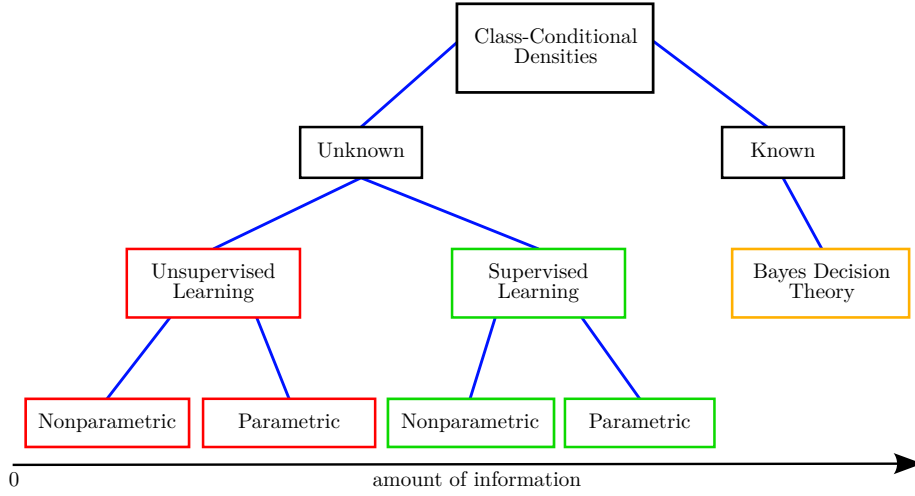 Class-Conditional
Densities
Unknown
Known
Unsupervised
Learning
Supervised
Learning
Bayes Decision
Theory
Nonparametric
Parametric
Nonparametric
Parametric
0
amount of information